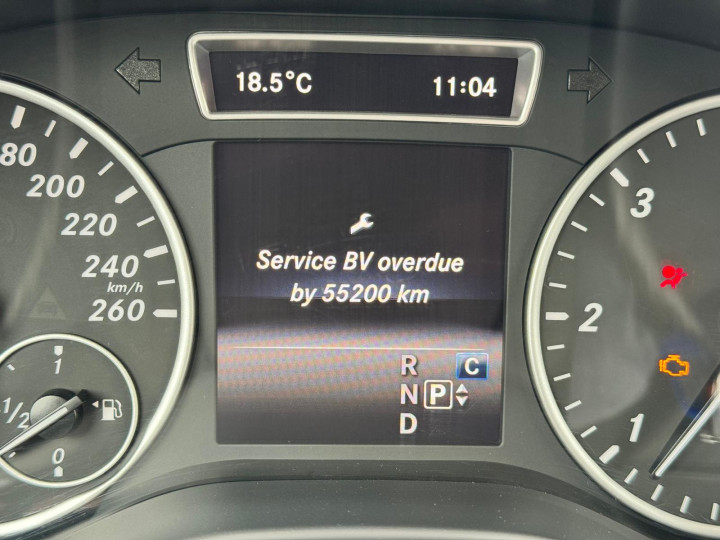 18.5°C
11:04
80
200
220
240
km/h
260
Service BV overdue
by 55200 km
R
C
N
P
D
3
2
1
1
1/2
0